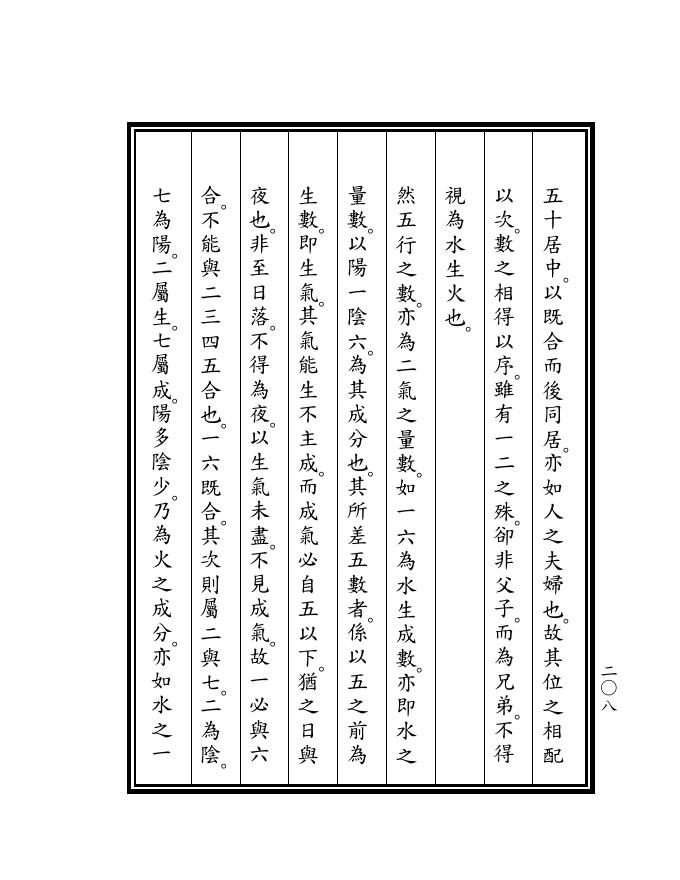 五十居中。以既合而後同居。亦如人之夫婦也。故其位之相配
以次。數之相得以序。雖有一二之殊。卻非父子。而為兄弟。不得
視為水生火也。
然五行之數。亦為二氣之量數。如一六為水生成數。亦即水之
量數。以陽一陰六。為其成分也。其所差五數者。係以五之前為
生數。即生氣。其氣能生不主成。而成氣必自五以下。猶之日與
夜也。非至日落。不得為夜。以生氣未盡。不見成氣。故一必與六
合。不能與二三四五合也。一六既合。其次則屬二與七。二為陰。
七為陽。二屬生。七屬成。陽多陰少。乃為火之成分。亦如水之一
二〇八